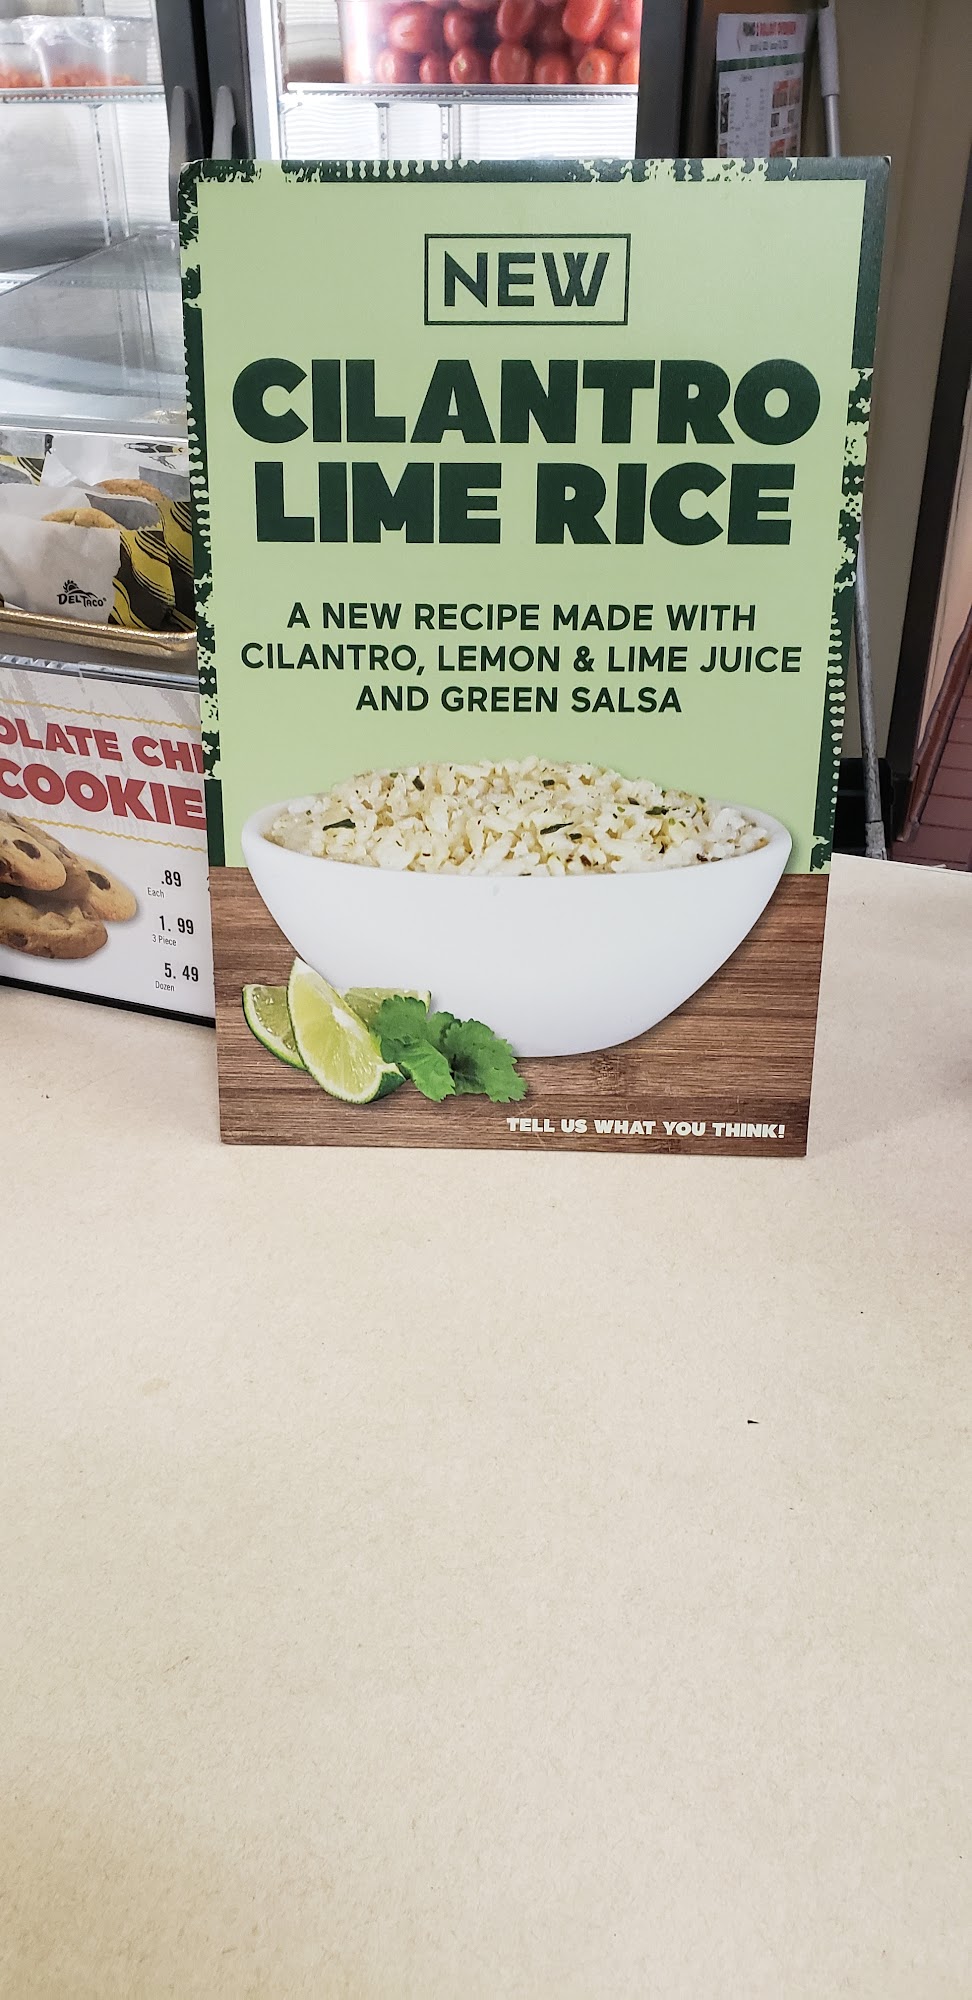 NEW
CILANTRO
LIME RICE
A NEW RECIPE MADE WITH
CILANTRO, LEMON & LIME JUICE
AND GREEN SALSA
TELL US WHAT YOU THINK!
DEL TACO
OLATE CHI
COOKIE
.89
Each
1. 99
3 Piece
5. 49
Dozen